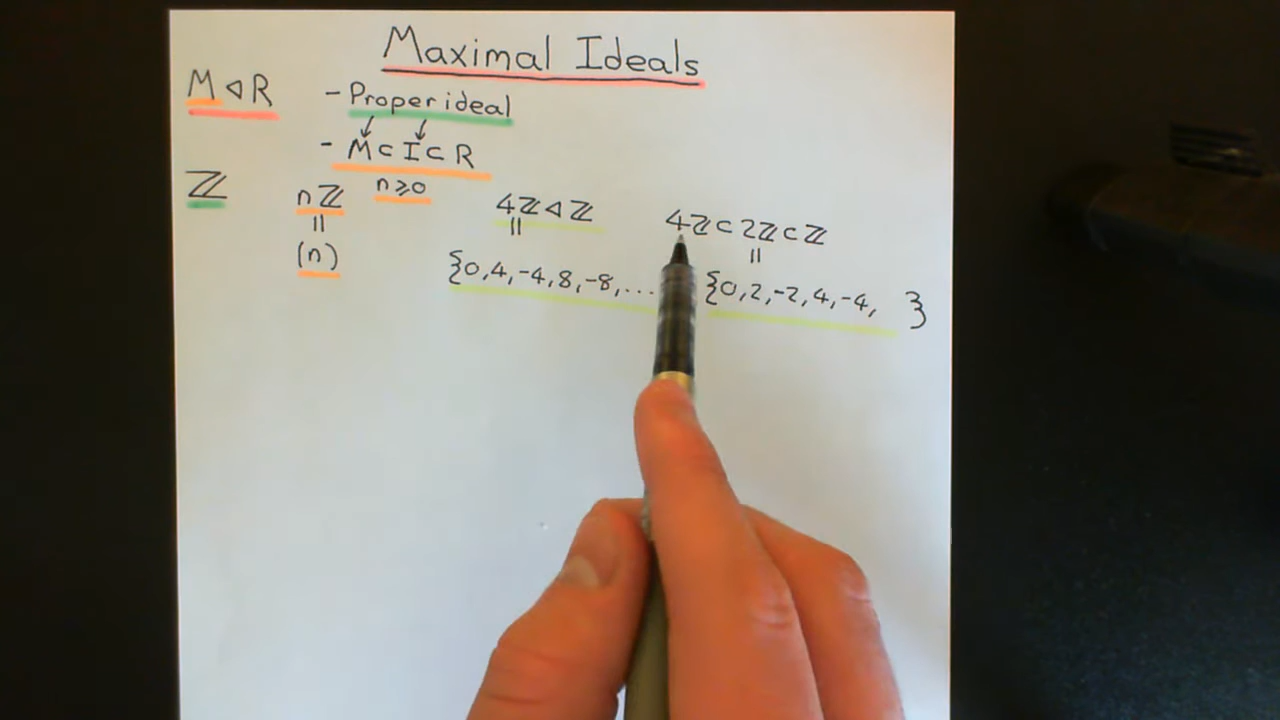 Maximal Ideals
M ◁ R - Proper ideal
↓ ↓
- M ⊂ I ⊂ R
ℤ nℤ n ≥ 0 4ℤ ◁ ℤ 4ℤ ⊂ 2ℤ ⊂ ℤ
= = =
(n) {0, 4, -4, 8, -8, ... {0, 2, -2, 4, -4, }